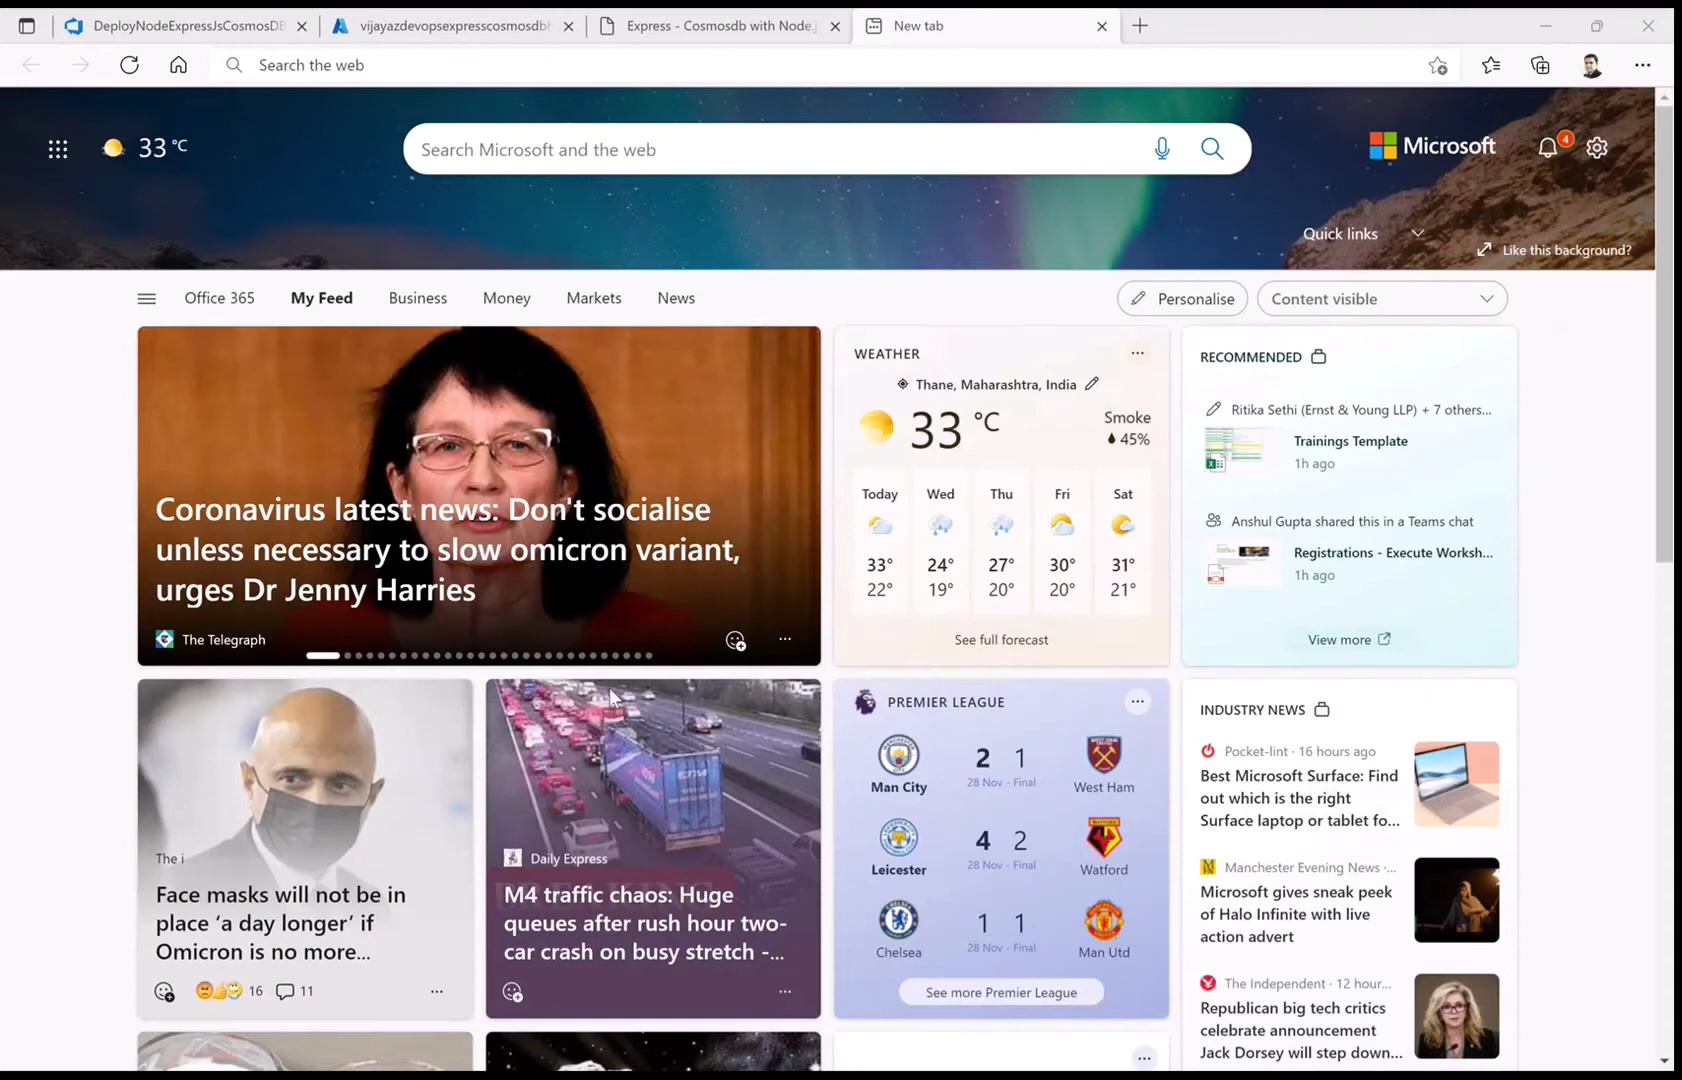 DeployNodeExpressJsCosmosDB
vijayazdevopsexpresscosmosdb
Express - Cosmosdb with Node.j
New tab
Search the web
33 °C
Search Microsoft and the web
Microsoft
4
Quick links
Like this background?
Office 365
My Feed
Business
Money
Markets
News
Personalise
Content visible
Coronavirus latest news: Don't socialise
unless necessary to slow omicron variant,
urges Dr Jenny Harries
The Telegraph
WEATHER
Thane, Maharashtra, India
33 °C
Smoke
45%
Today Wed Thu Fri Sat
33° 24° 27° 30° 31°
22° 19° 20° 20° 21°
See full forecast
RECOMMENDED
Ritika Sethi (Ernst & Young LLP) + 7 others...
Trainings Template
1h ago
Anshul Gupta shared this in a Teams chat
Registrations - Execute Worksh...
1h ago
View more
The i
Face masks will not be in
place ‘a day longer’ if
Omicron is no more...
16
11
Daily Express
M4 traffic chaos: Huge
queues after rush hour two-
car crash on busy stretch -...
PREMIER LEAGUE
2 1
28 Nov - Final
Man City
West Ham
4 2
28 Nov - Final
Leicester
Watford
1 1
28 Nov - Final
Chelsea
Man Utd
See more Premier League
INDUSTRY NEWS
Pocket-lint · 16 hours ago
Best Microsoft Surface: Find
out which is the right
Surface laptop or tablet fo...
Manchester Evening News ·...
Microsoft gives sneak peek
of Halo Infinite with live
action advert
The Independent · 12 hour...
Republican big tech critics
celebrate announcement
Jack Dorsey will step down...